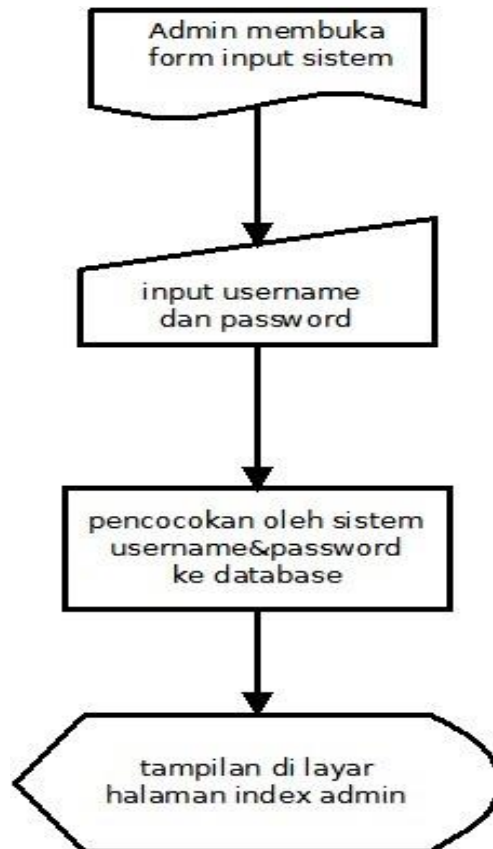 Admin membuka
form input sistem
input username
dan password
pencocokan oleh sistem
username&password
ke database
tampilan di layar
halaman index admin